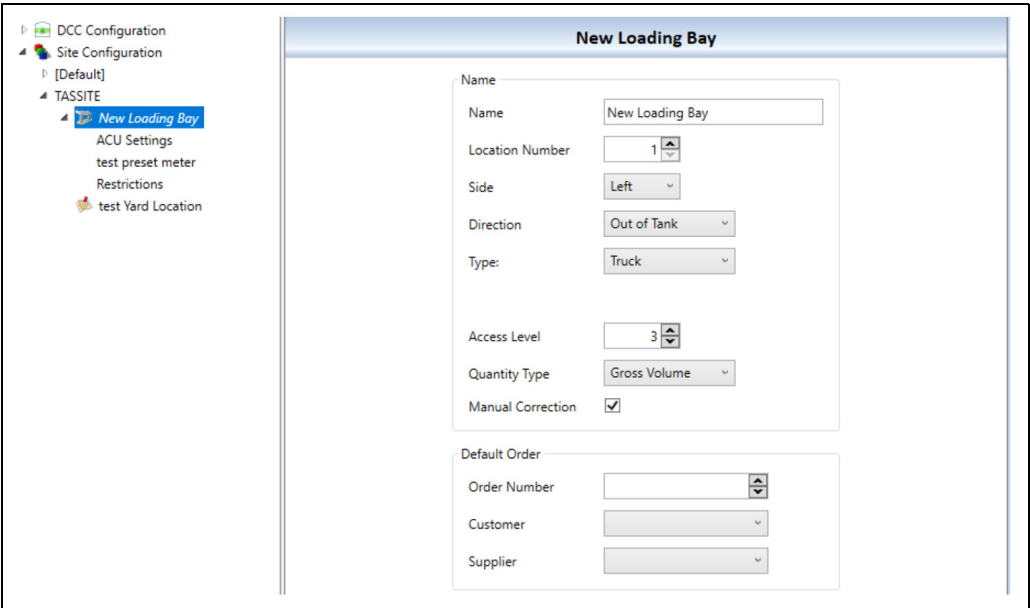 DCC Configuration
Site Configuration
[Default]
TASSITE
New Loading Bay
ACU Settings
test preset meter
Restrictions
test Yard Location
New Loading Bay
Name
Name New Loading Bay
Location Number 1
Side Left
Direction Out of Tank
Type: Truck
Access Level 3
Quantity Type Gross Volume
Manual Correction
Default Order
Order Number
Customer
Supplier